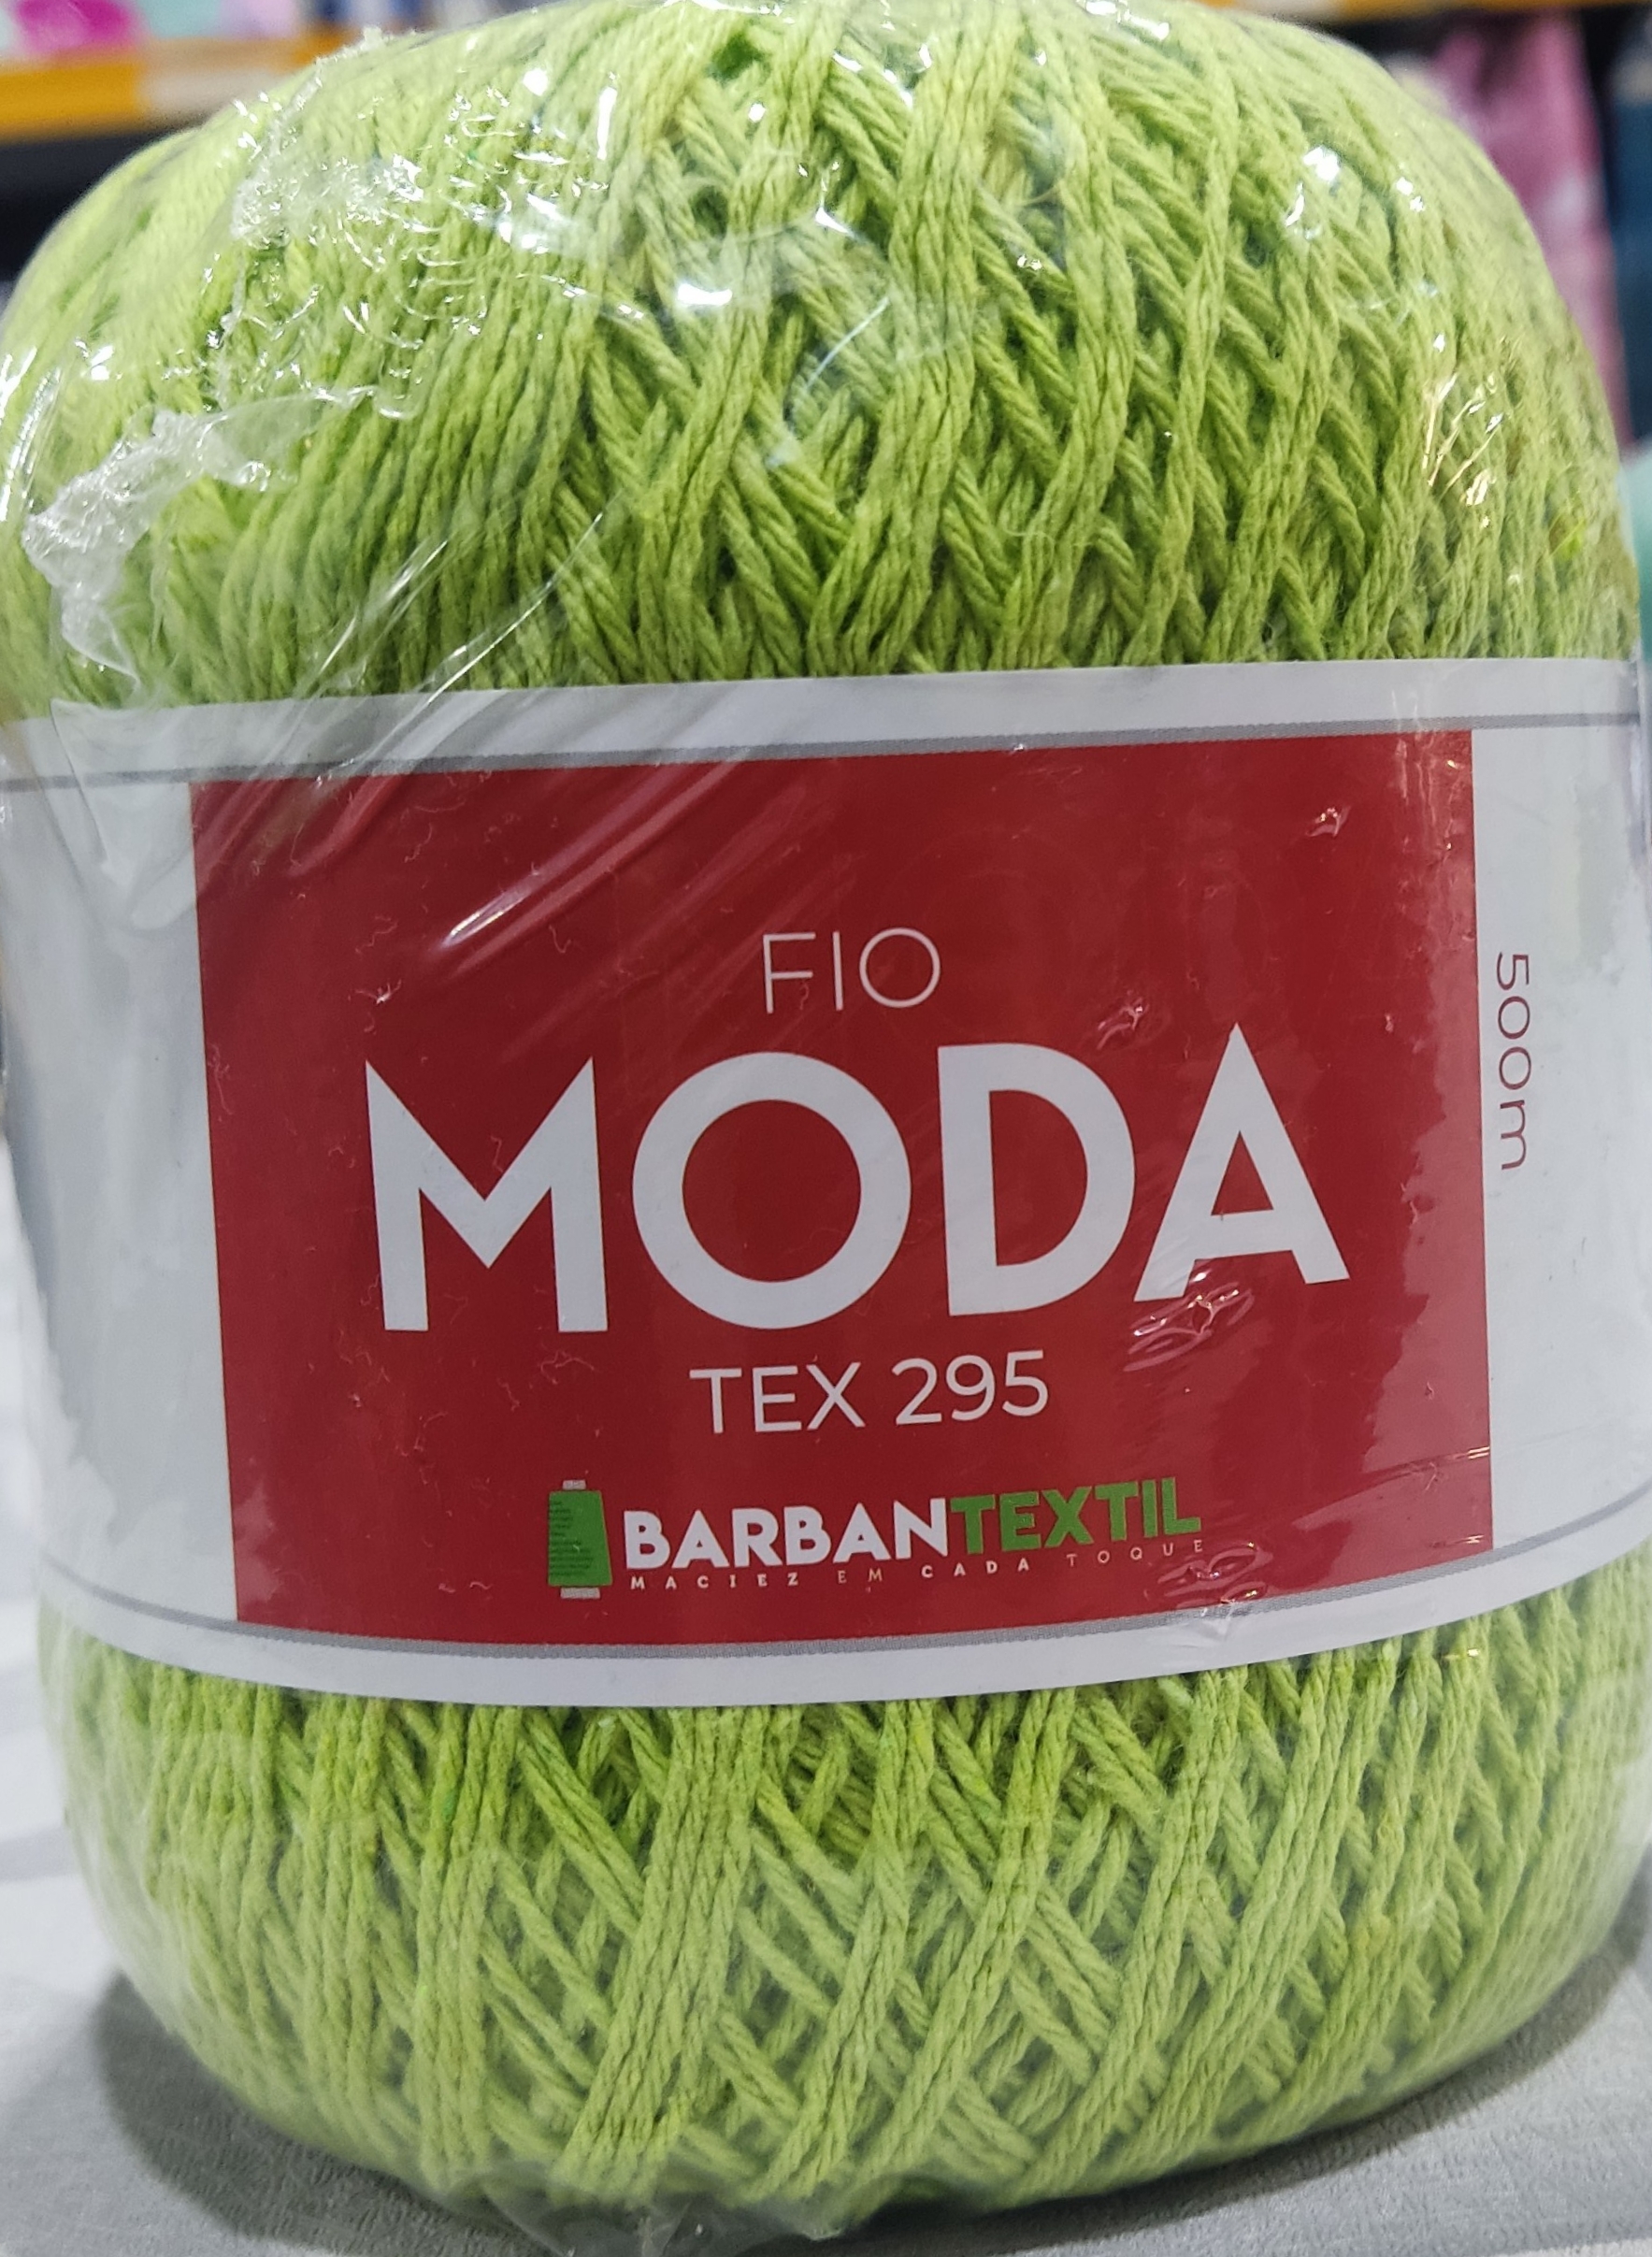 FIO
MODA
TEX 295
BARBANTEXTIL
MACIEZ EM CADA TOQUE
500m